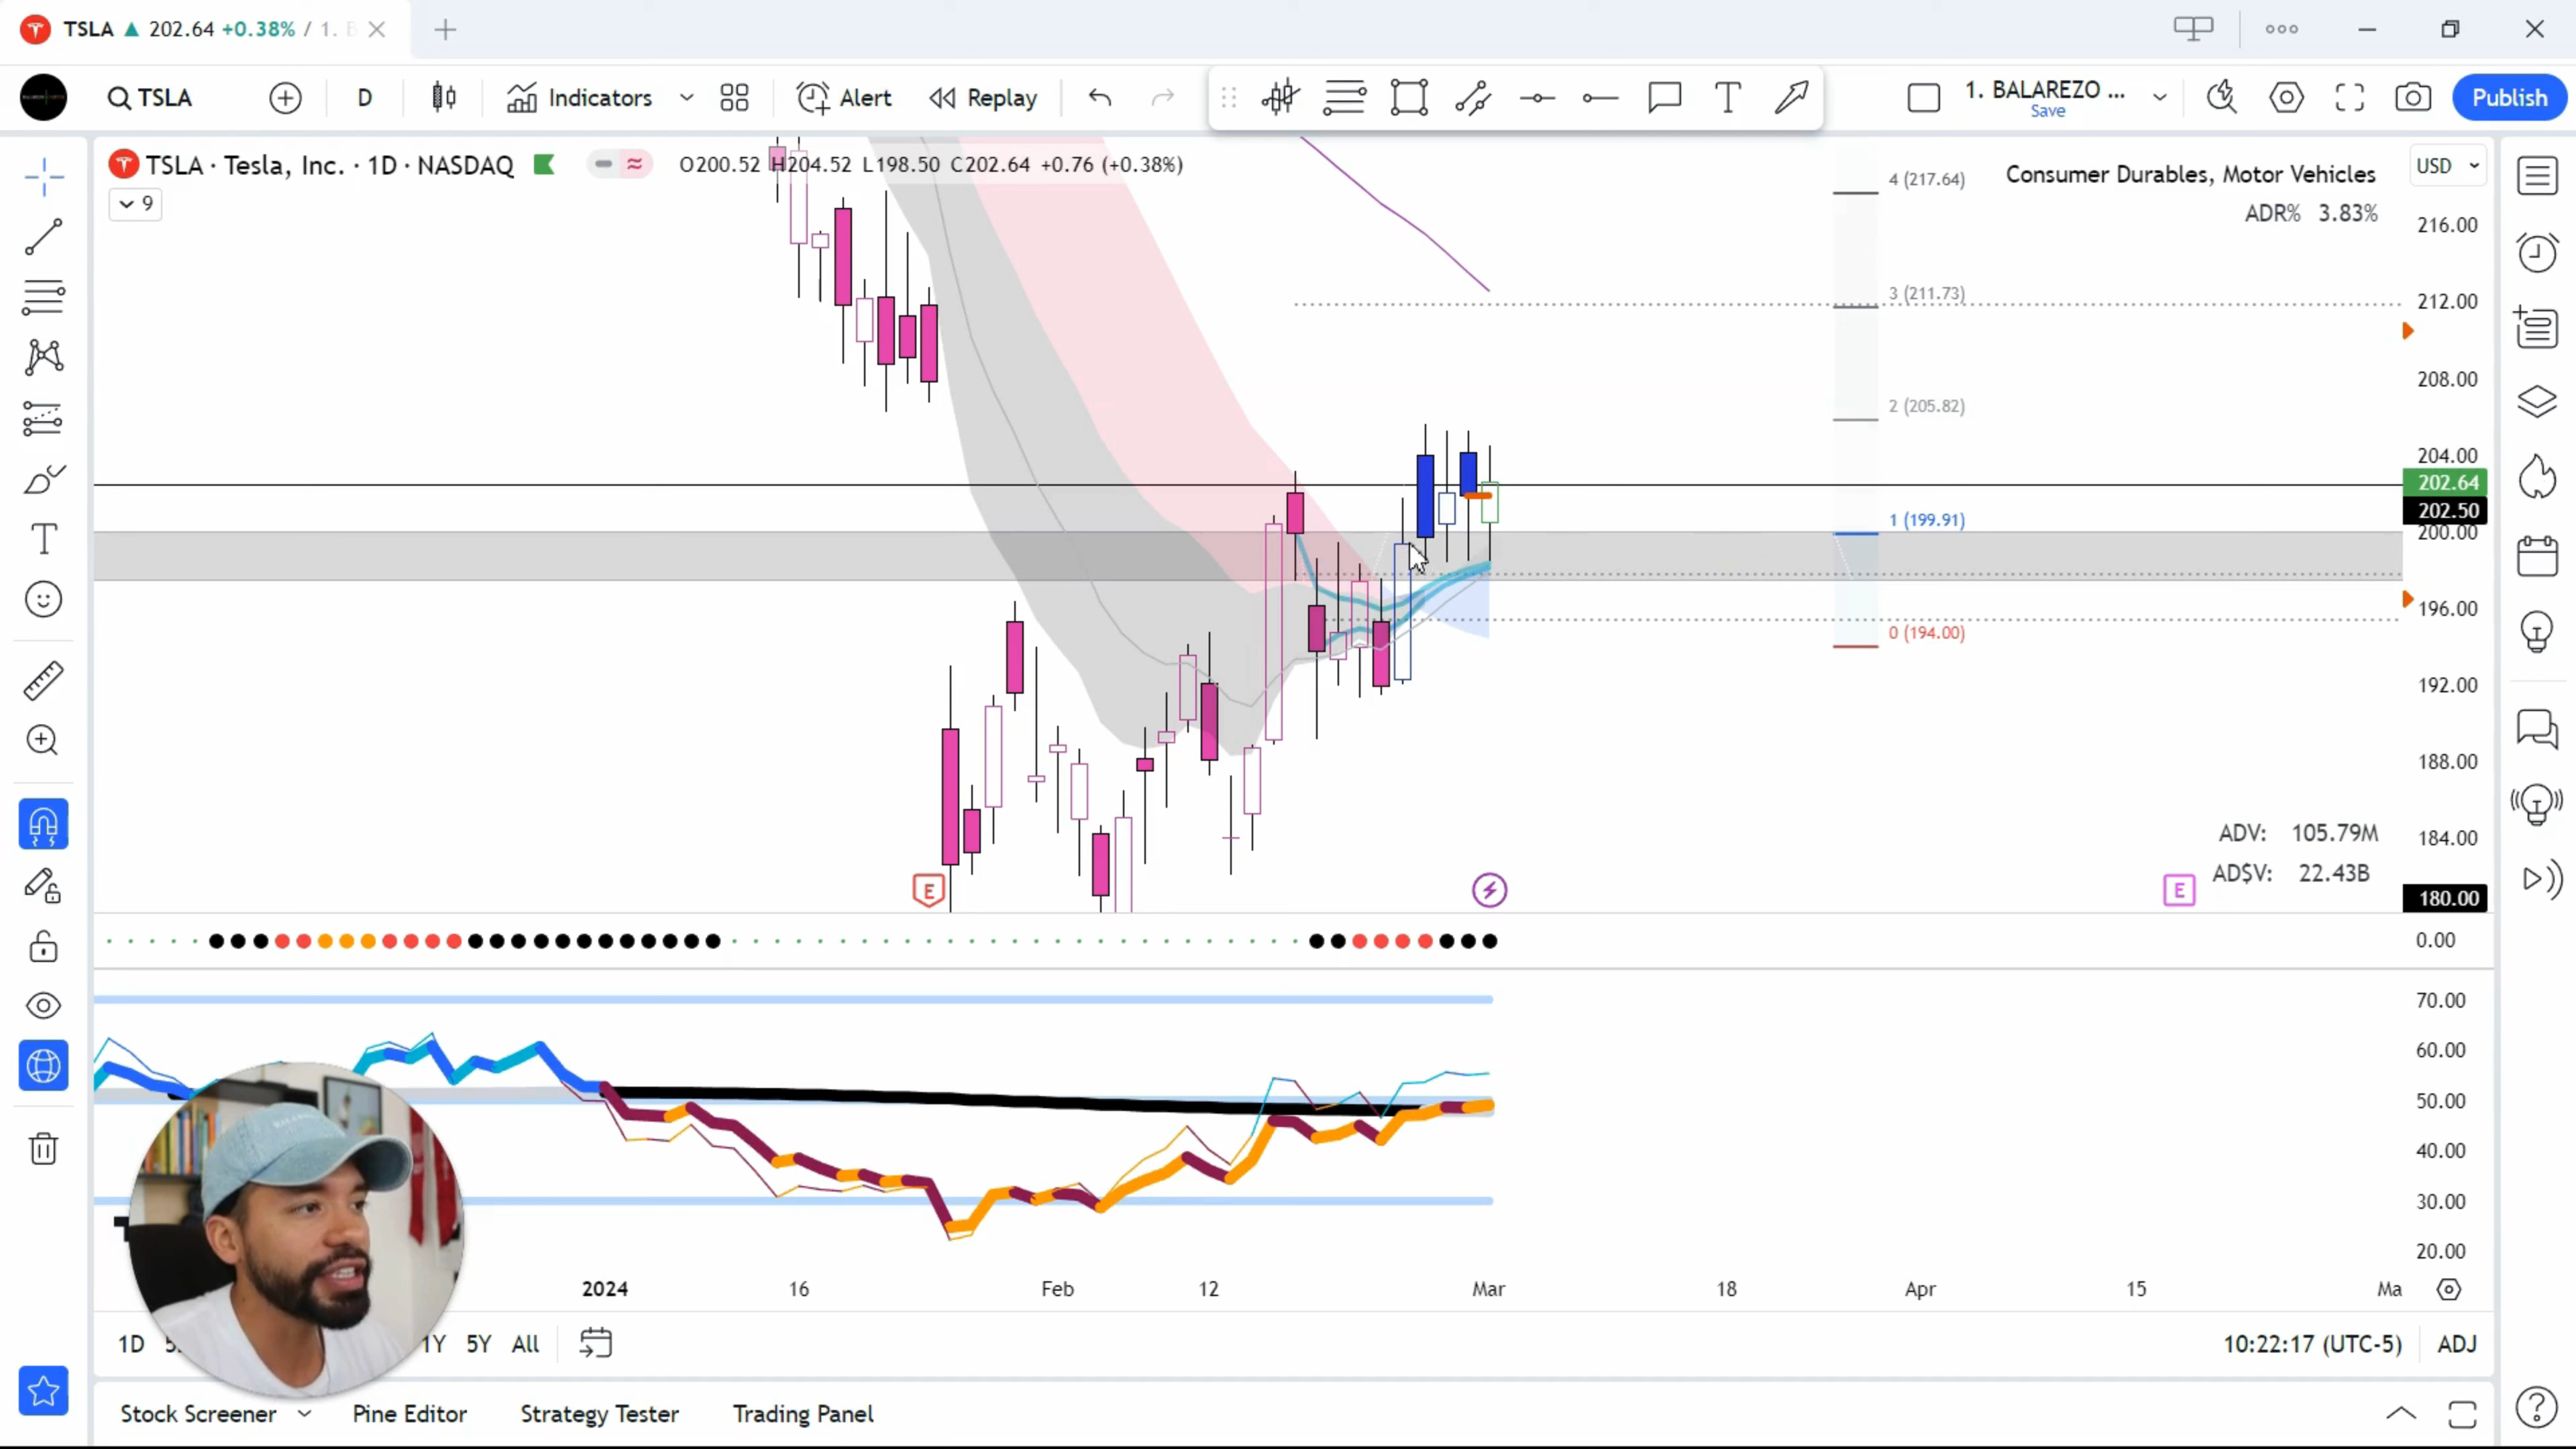 TSLA ▲ 202.64 +0.38% / 1.
TSLA D Indicators Alert Replay 1. BALAREZO ... Publish
Save
TSLA · Tesla, Inc. · 1D · NASDAQ O200.52 H204.52 L198.50 C202.64 +0.76 (+0.38%)
9
4 (217.64)
Consumer Durables, Motor Vehicles
ADR% 3.83%
USD
216.00
3 (211.73)
212.00
208.00
2 (205.82)
204.00
202.64
202.50
1 (199.91)
200.00
196.00
0 (194.00)
192.00
188.00
184.00
ADV: 105.79M
AD$V: 22.43B
E
E
180.00
0.00
70.00
60.00
50.00
40.00
30.00
20.00
2024 16 Feb 12 Mar 18 Apr 15 Ma
1D 1Y 5Y All 10:22:17 (UTC-5) ADJ
Stock Screener Pine Editor Strategy Tester Trading Panel